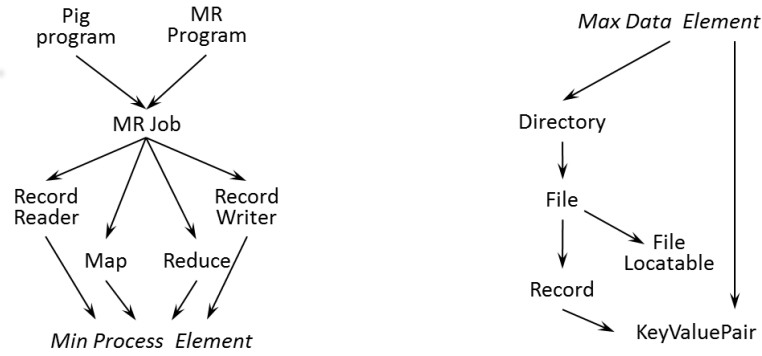 Pig
program
MR
Program
MR Job
Record
Reader
Record
Writer
Map
Reduce
Min Process Element
Max Data Element
Directory
File
File
Locatable
Record
KeyValuePair